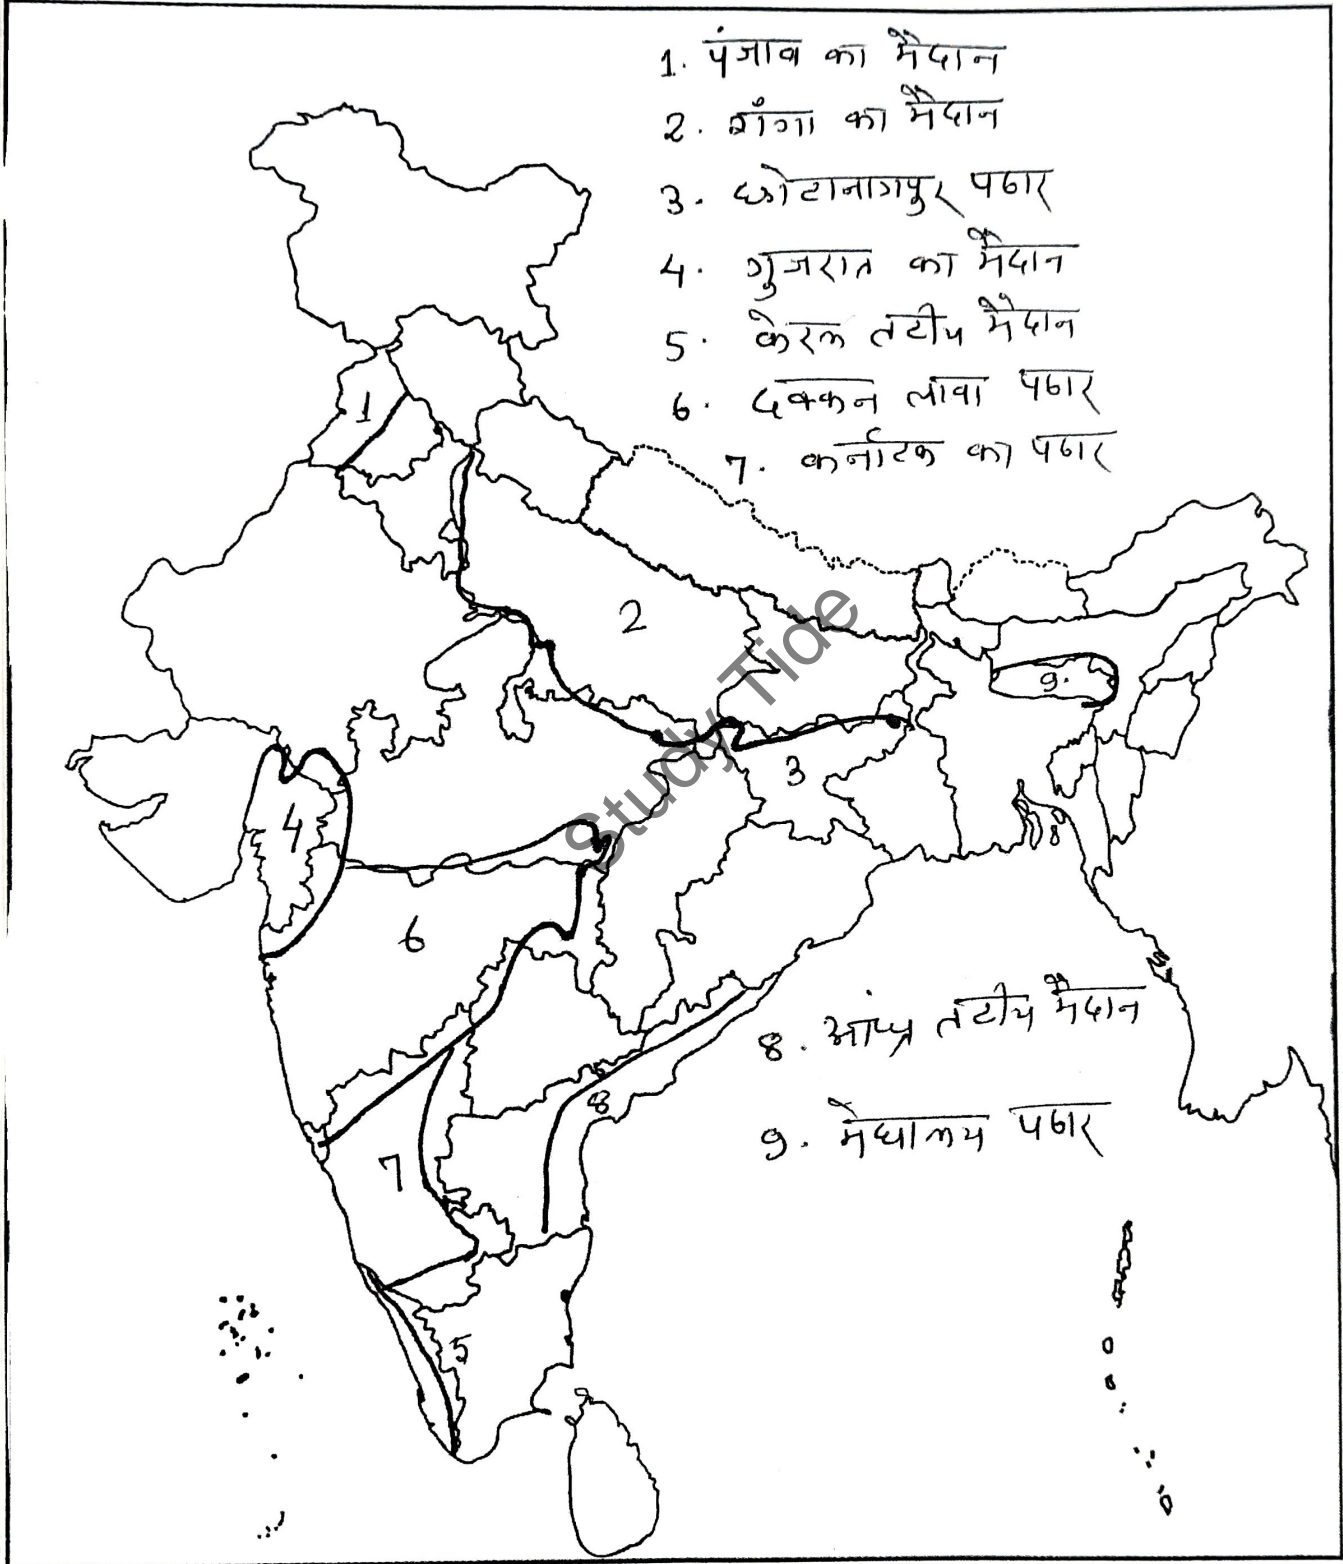 1. पंजाब का मैदान
2. गंगा का मैदान
3. छोटानागपुर पठार
4. गुजरात का मैदान
5. केरल तटीय मैदान
6. दक्कन लावा पठार
7. कर्नाटक का पठार
1
2
9.
Study Tide
3
4
6
8. आंध्र तटीय मैदान
8
9. मेघालय पठार
7
5